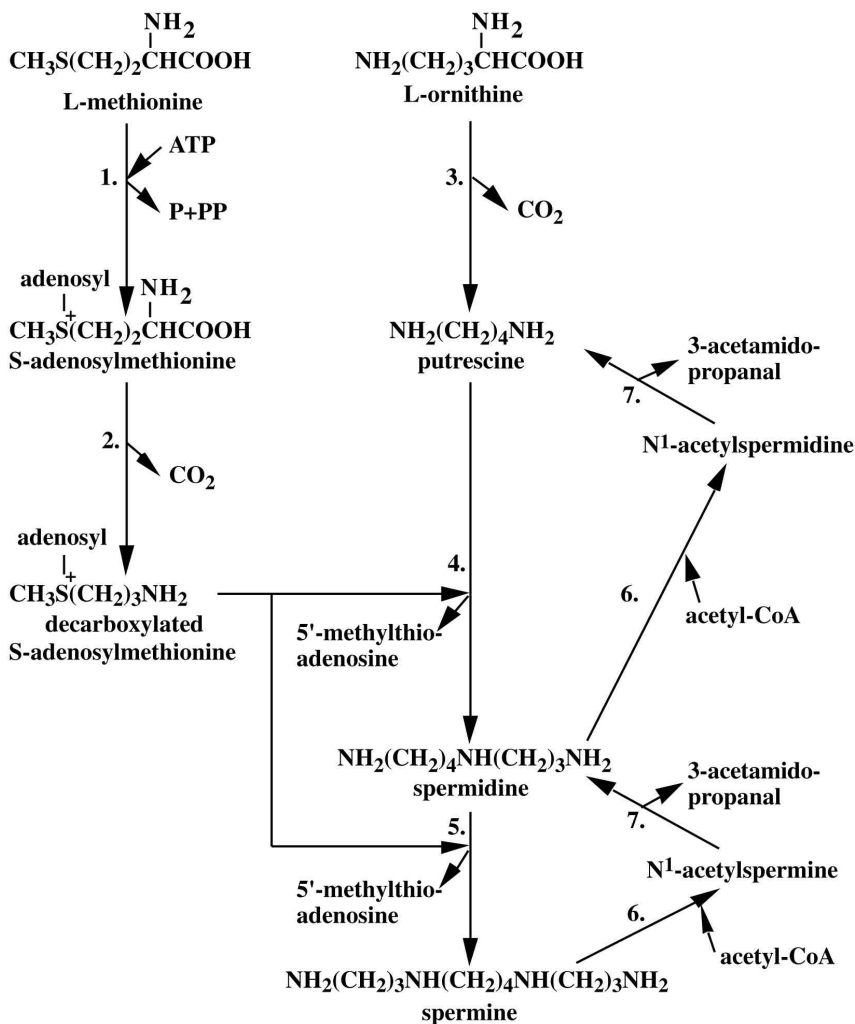 NH2
CH3S(CH2)2CHCOOH
L-methionine
NH2
NH2(CH2)3CHCOOH
L-ornithine
1.
ATP
P+PP
3.
CO2
adenosyl
NH2
+
CH3S(CH2)2CHCOOH
S-adenosylmethionine
NH2(CH2)4NH2
putrescine
3-acetamido-
propanal
7.
N1-acetylspermidine
2.
CO2
adenosyl
+
CH3S(CH2)3NH2
decarboxylated
S-adenosylmethionine
4.
5'-methylthio-
adenosine
6.
acetyl-CoA
NH2(CH2)4NH(CH2)3NH2
spermidine
3-acetamido-
propanal
7.
5.
5'-methylthio-
adenosine
N1-acetylspermine
6.
acetyl-CoA
NH2(CH2)3NH(CH2)4NH(CH2)3NH2
spermine